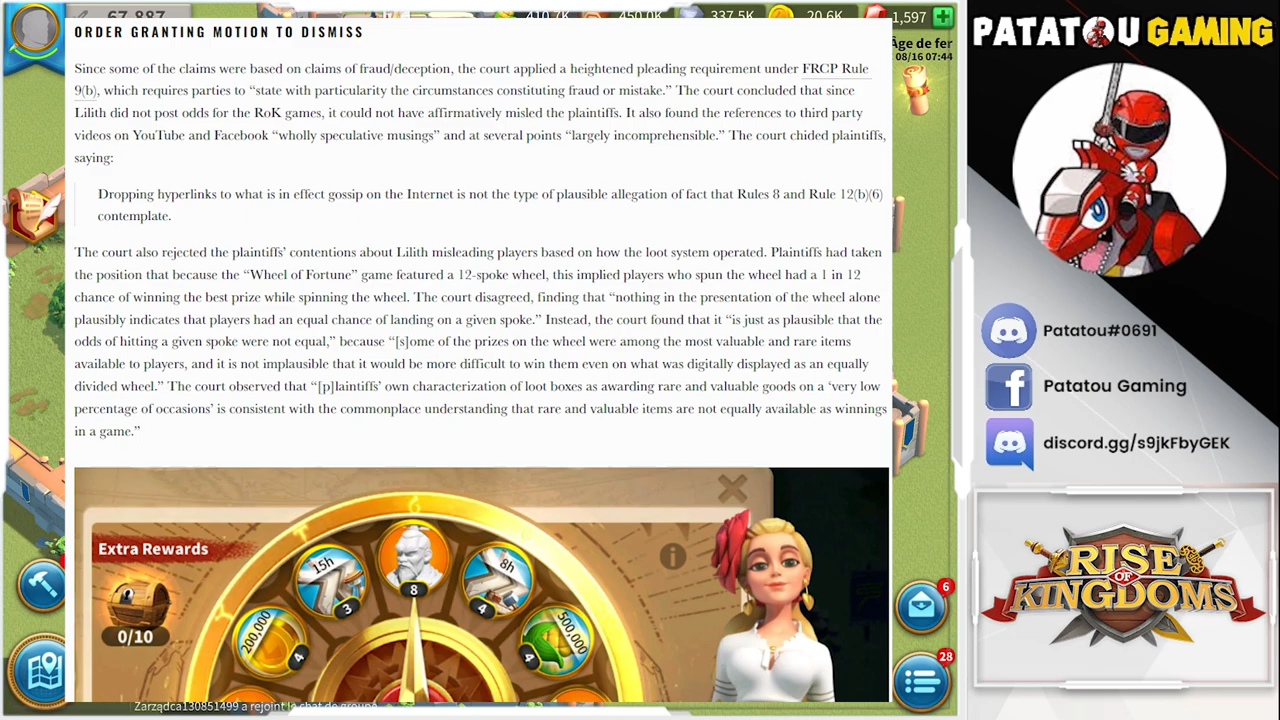 67,887
410.7K
450.0K
337.5K
20.6K
1,597
ORDER GRANTING MOTION TO DISMISS
Since some of the claims were based on claims of fraud/deception, the court applied a heightened pleading requirement under FRCP Rule
9(b), which requires parties to “state with particularity the circumstances constituting fraud or mistake.” The court concluded that since
Lilith did not post odds for the RoK games, it could not have affirmatively misled the plaintiffs. It also found the references to third party
videos on YouTube and Facebook “wholly speculative musings” and at several points “largely incomprehensible.” The court chided plaintiffs,
saying:
Dropping hyperlinks to what is in effect gossip on the Internet is not the type of plausible allegation of fact that Rules 8 and Rule 12(b)(6)
contemplate.
The court also rejected the plaintiffs’ contentions about Lilith misleading players based on how the loot system operated. Plaintiffs had taken
the position that because the “Wheel of Fortune” game featured a 12-spoke wheel, this implied players who spun the wheel had a 1 in 12
chance of winning the best prize while spinning the wheel. The court disagreed, finding that “nothing in the presentation of the wheel alone
plausibly indicates that players had an equal chance of landing on a given spoke.” Instead, the court found that it “is just as plausible that the
odds of hitting a given spoke were not equal,” because “[s]ome of the prizes on the wheel were among the most valuable and rare items
available to players, and it is not implausible that it would be more difficult to win them even on what was digitally displayed as an equally
divided wheel.” The court observed that “[p]laintiffs’ own characterization of loot boxes as awarding rare and valuable goods on a ‘very low
percentage of occasions’ is consistent with the commonplace understanding that rare and valuable items are not equally available as winnings
in a game.”
Âge de fer
08/16 07:44
Extra Rewards
0/10
200,000
4
15h
3
8
8h
4
500,000
4
6
28
Zarządca130851499 a rejoint le chat de groupe
PATATOU GAMING
Patatou#0691
Patatou Gaming
discord.gg/s9jkFbyGEK
RISE
OF
KINGDOMS